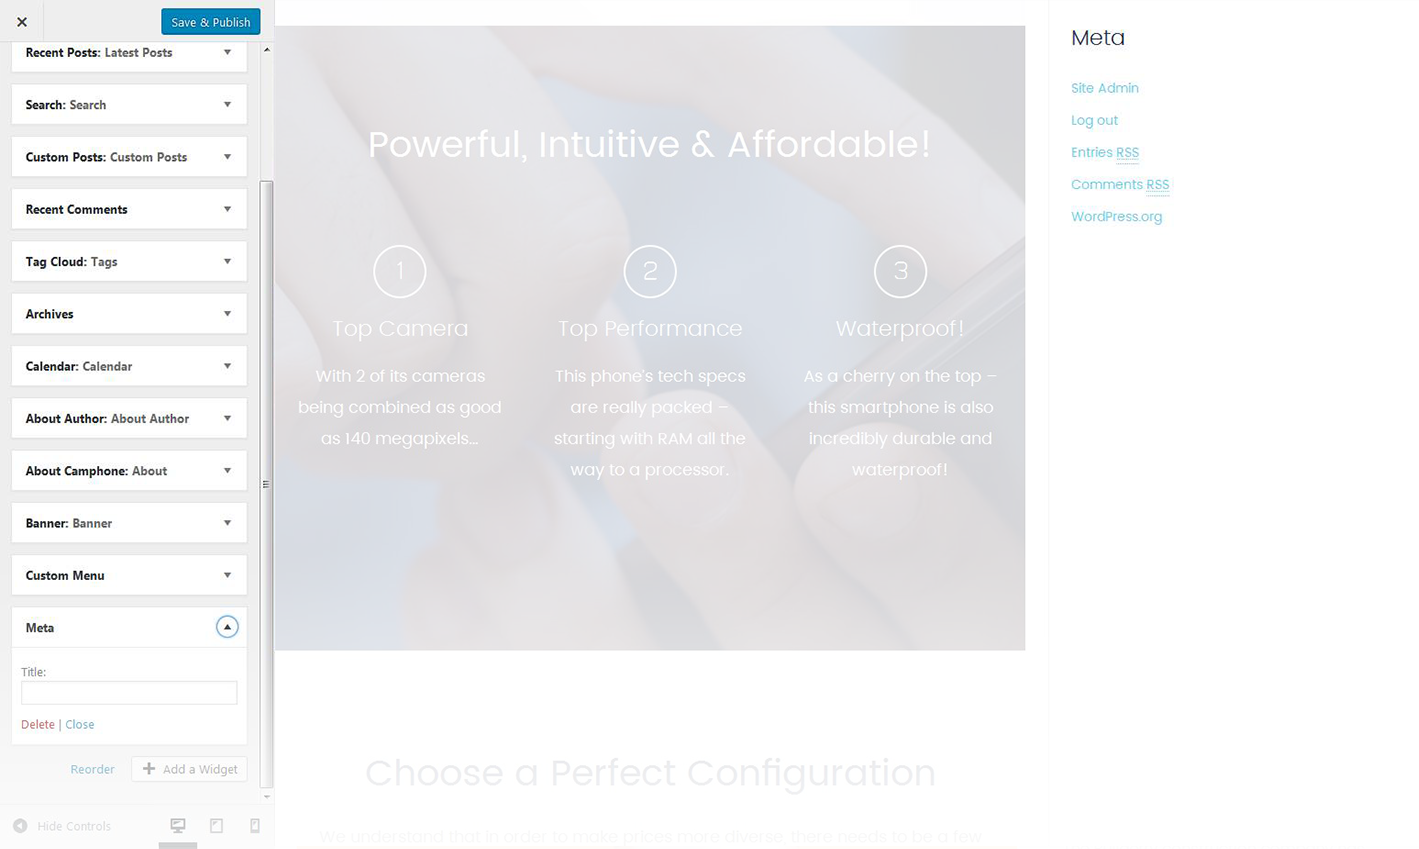 Save & Publish
Recent Posts: Latest Posts
Search: Search
Custom Posts: Custom Posts
Recent Comments
Tag Cloud: Tags
Archives
Calendar: Calendar
About Author: About Author
About Camphone: About
Banner: Banner
Custom Menu
Meta
Title:
Delete | Close
Reorder
Add a Widget
Hide Controls
Powerful, Intuitive & Affordable!
1
Top Camera
With 2 of its cameras
being combined as good
as 140 megapixels...
2
Top Performance
This phone's tech specs
are really packed –
starting with RAM all the
way to a processor.
3
Waterproof!
As a cherry on the top –
this smartphone is also
incredibly durable and
waterproof!
Choose a Perfect Configuration
We understand that in order to make prices more diverse, there needs to be a few
Meta
Site Admin
Log out
Entries RSS
Comments RSS
WordPress.org